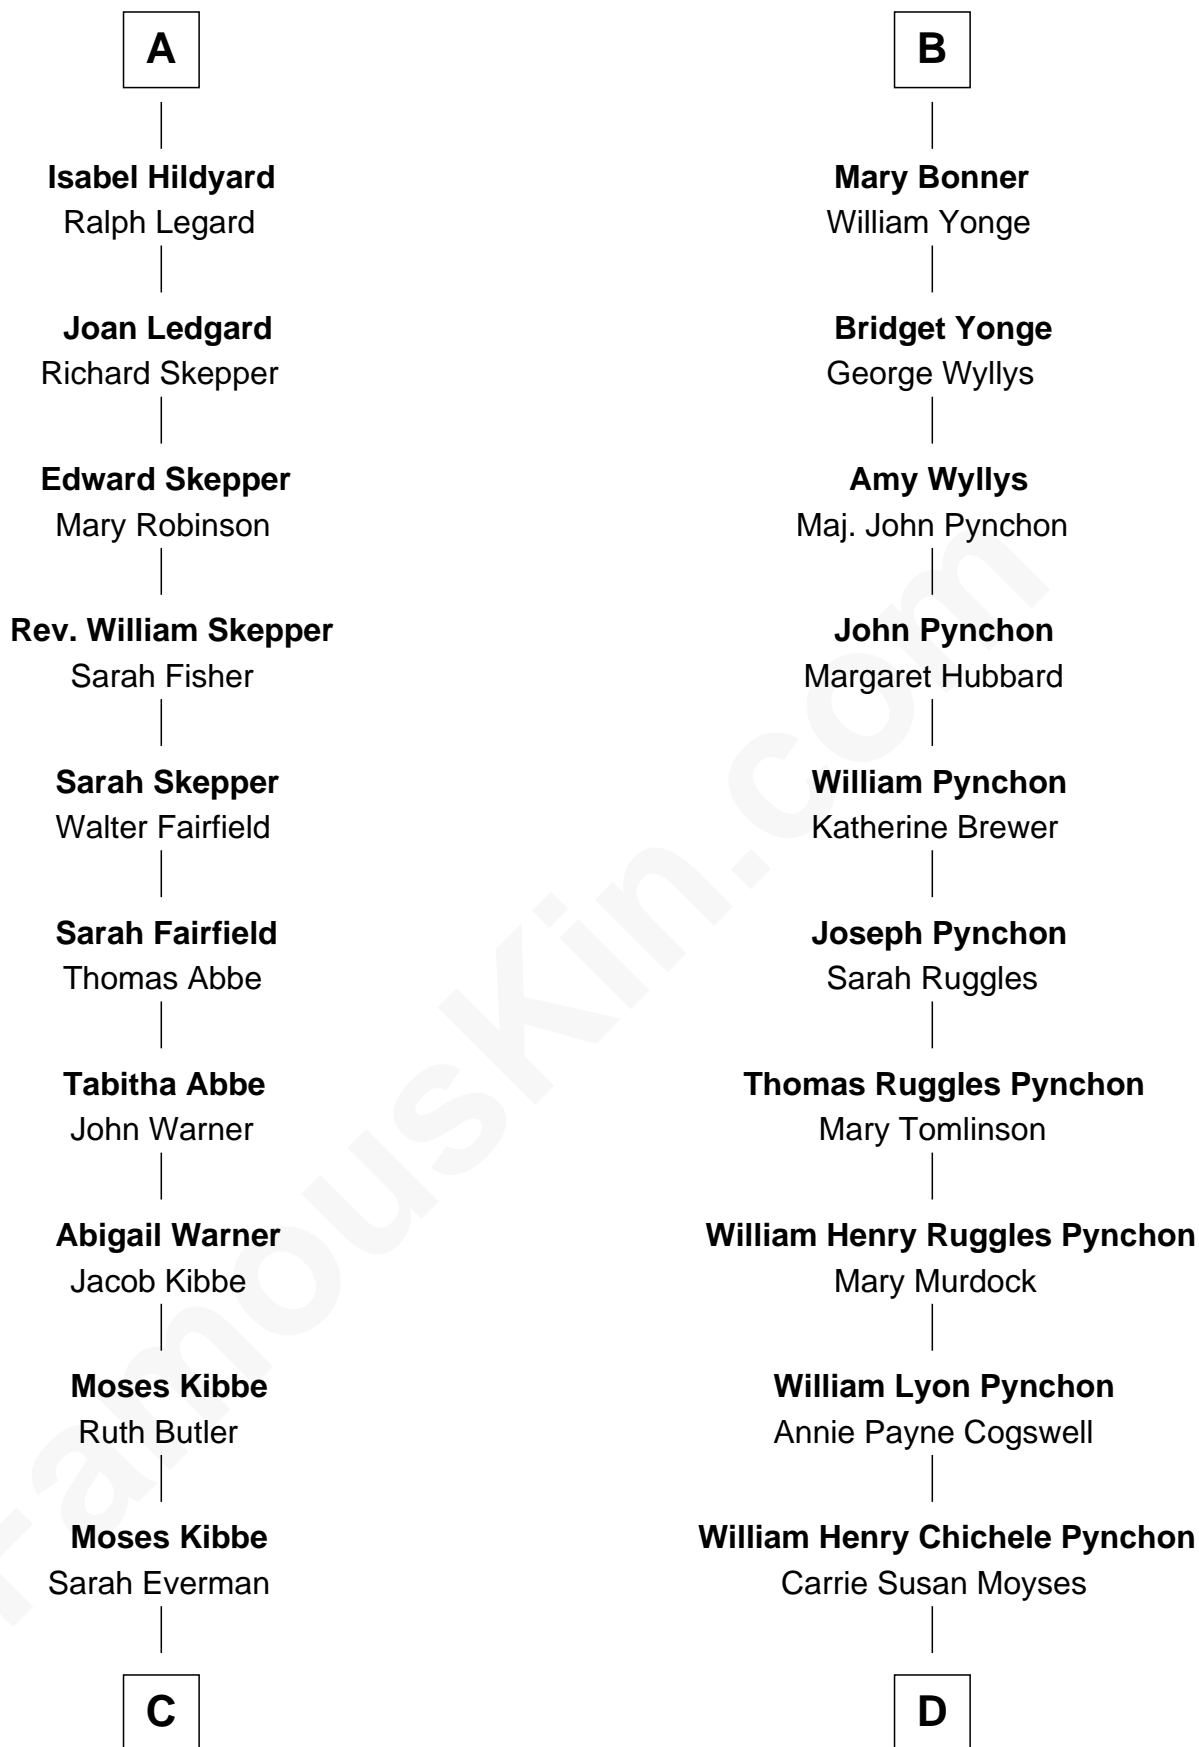 A
Isabel Hildyard
Ralph Legard
Joan Ledgard
Richard Skepper
Edward Skepper
Mary Robinson
Rev. William Skepper
Sarah Fisher
Sarah Skepper
Walter Fairfield
Sarah Fairfield
Thomas Abbe
Tabitha Abbe
John Warner
Abigail Warner
Jacob Kibbe
Moses Kibbe
Ruth Butler
Moses Kibbe
Sarah Everman
C
B
Mary Bonner
William Yonge
Bridget Yonge
George Wyllys
Amy Wyllys
Maj. John Pynchon
John Pynchon
Margaret Hubbard
William Pynchon
Katherine Brewer
Joseph Pynchon
Sarah Ruggles
Thomas Ruggles Pynchon
Mary Tomlinson
William Henry Ruggles Pynchon
Mary Murdock
William Lyon Pynchon
Annie Payne Cogswell
William Henry Chichele Pynchon
Carrie Susan Moyses
D
FamousKin.com